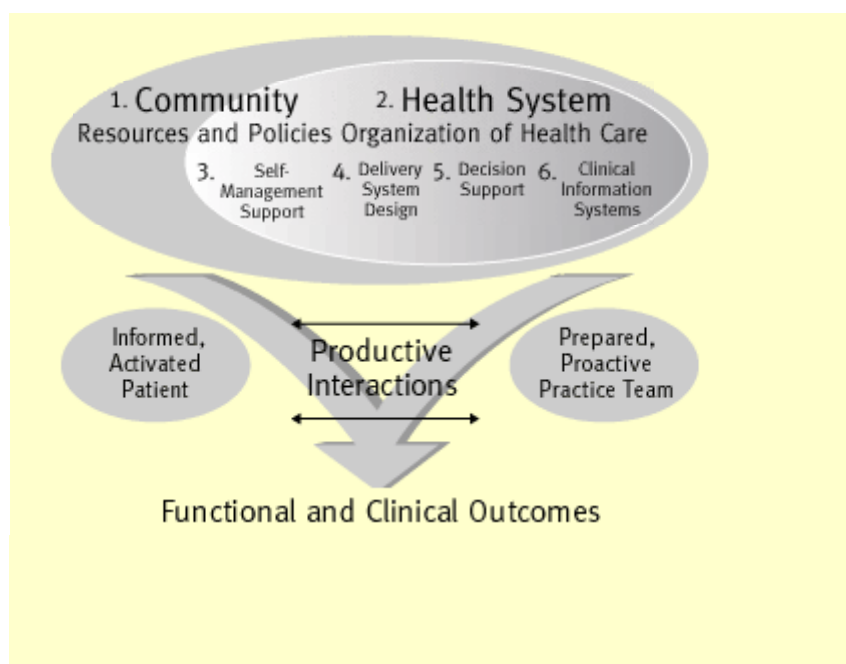 1. Community
2. Health System
Resources and Policies Organization of Health Care
3. Self-
Management
Support
4. Delivery
System
Design
5. Decision
Support
6. Clinical
Information
Systems
Informed,
Activated
Patient
Productive
Interactions
Prepared,
Proactive
Practice Team
Functional and Clinical Outcomes